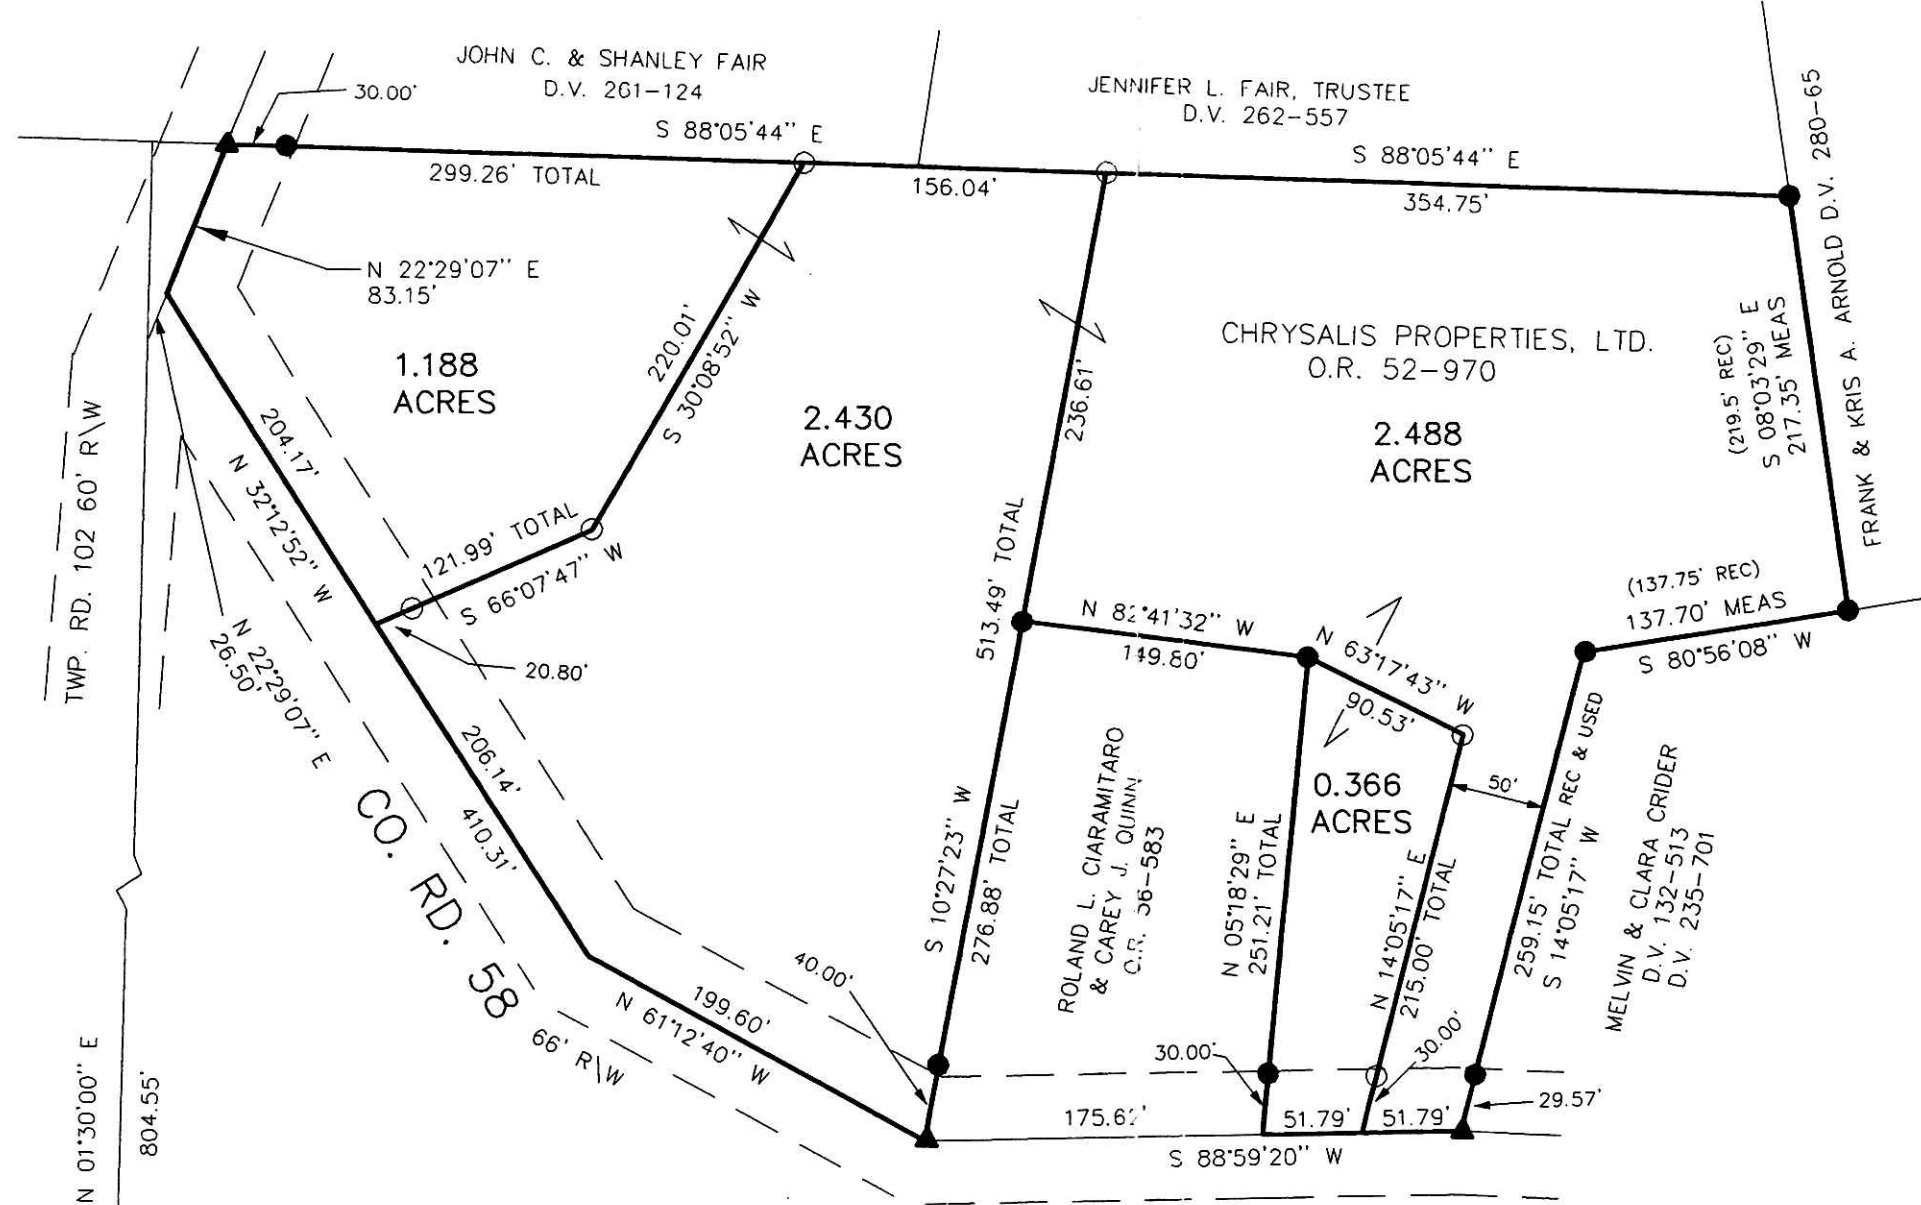 JOHN C. & SHANLEY FAIR
D.V. 261-124
30.00'
S 88°05'44" E
299.26' TOTAL
JENNIFER L. FAIR, TRUSTEE
D.V. 262-557
156.04'
S 88°05'44" E
354.75'
FRANK & KRIS A. ARNOLD D.V. 280-65
N 22°29'07" E
83.15'
1.188
ACRES
220.01'
S 30°08'52" W
2.430
ACRES
236.61'
CHRYSALIS PROPERTIES, LTD.
O.R. 52-970
2.488
ACRES
(219.5' REC)
S 08°03'29" E
217.35' MEAS
TWP. RD. 102 60' R\W
204.17'
N 32°12'52" W
121.99' TOTAL
S 66°07'47" W
20.80'
N 22°29'07" E
26.50'
513.49' TOTAL
N 82°41'32" W
149.80'
N 63°17'43" W
90.53'
(137.75' REC)
137.70' MEAS
S 80°56'08" W
206.14'
410.31'
CO. RD. 58
66' R\W
S 10°27'23" W
276.88' TOTAL
ROLAND L. CIARAMITARO
& CAREY J. QUINN
O.R. 36-583
0.366
ACRES
N 05°18'29" E
251.21' TOTAL
50'
N 14°05'17" E
215.00' TOTAL
259.15' TOTAL REC & USED
S 14°05'17" W
MELVIN & CLARA CRIDER
D.V. 132-513
D.V. 235-701
40.00'
199.60'
N 61°12'40" W
30.00'
30.00'
29.57'
51.79'
51.79'
S 88°59'20" W
N 01°30'00" E
804.55'